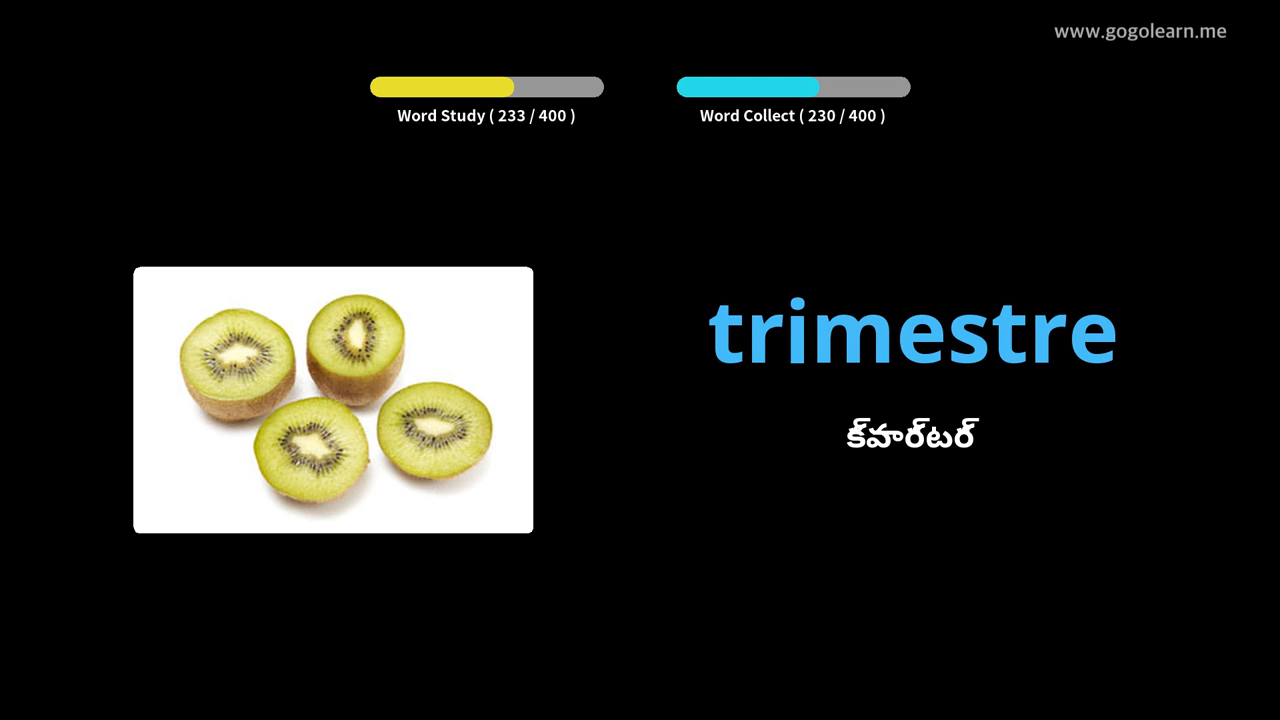 www.gogolearn.me
Word Study ( 233 / 400 )
Word Collect ( 230 / 400 )
trimestre
క్‌వార్‌టర్